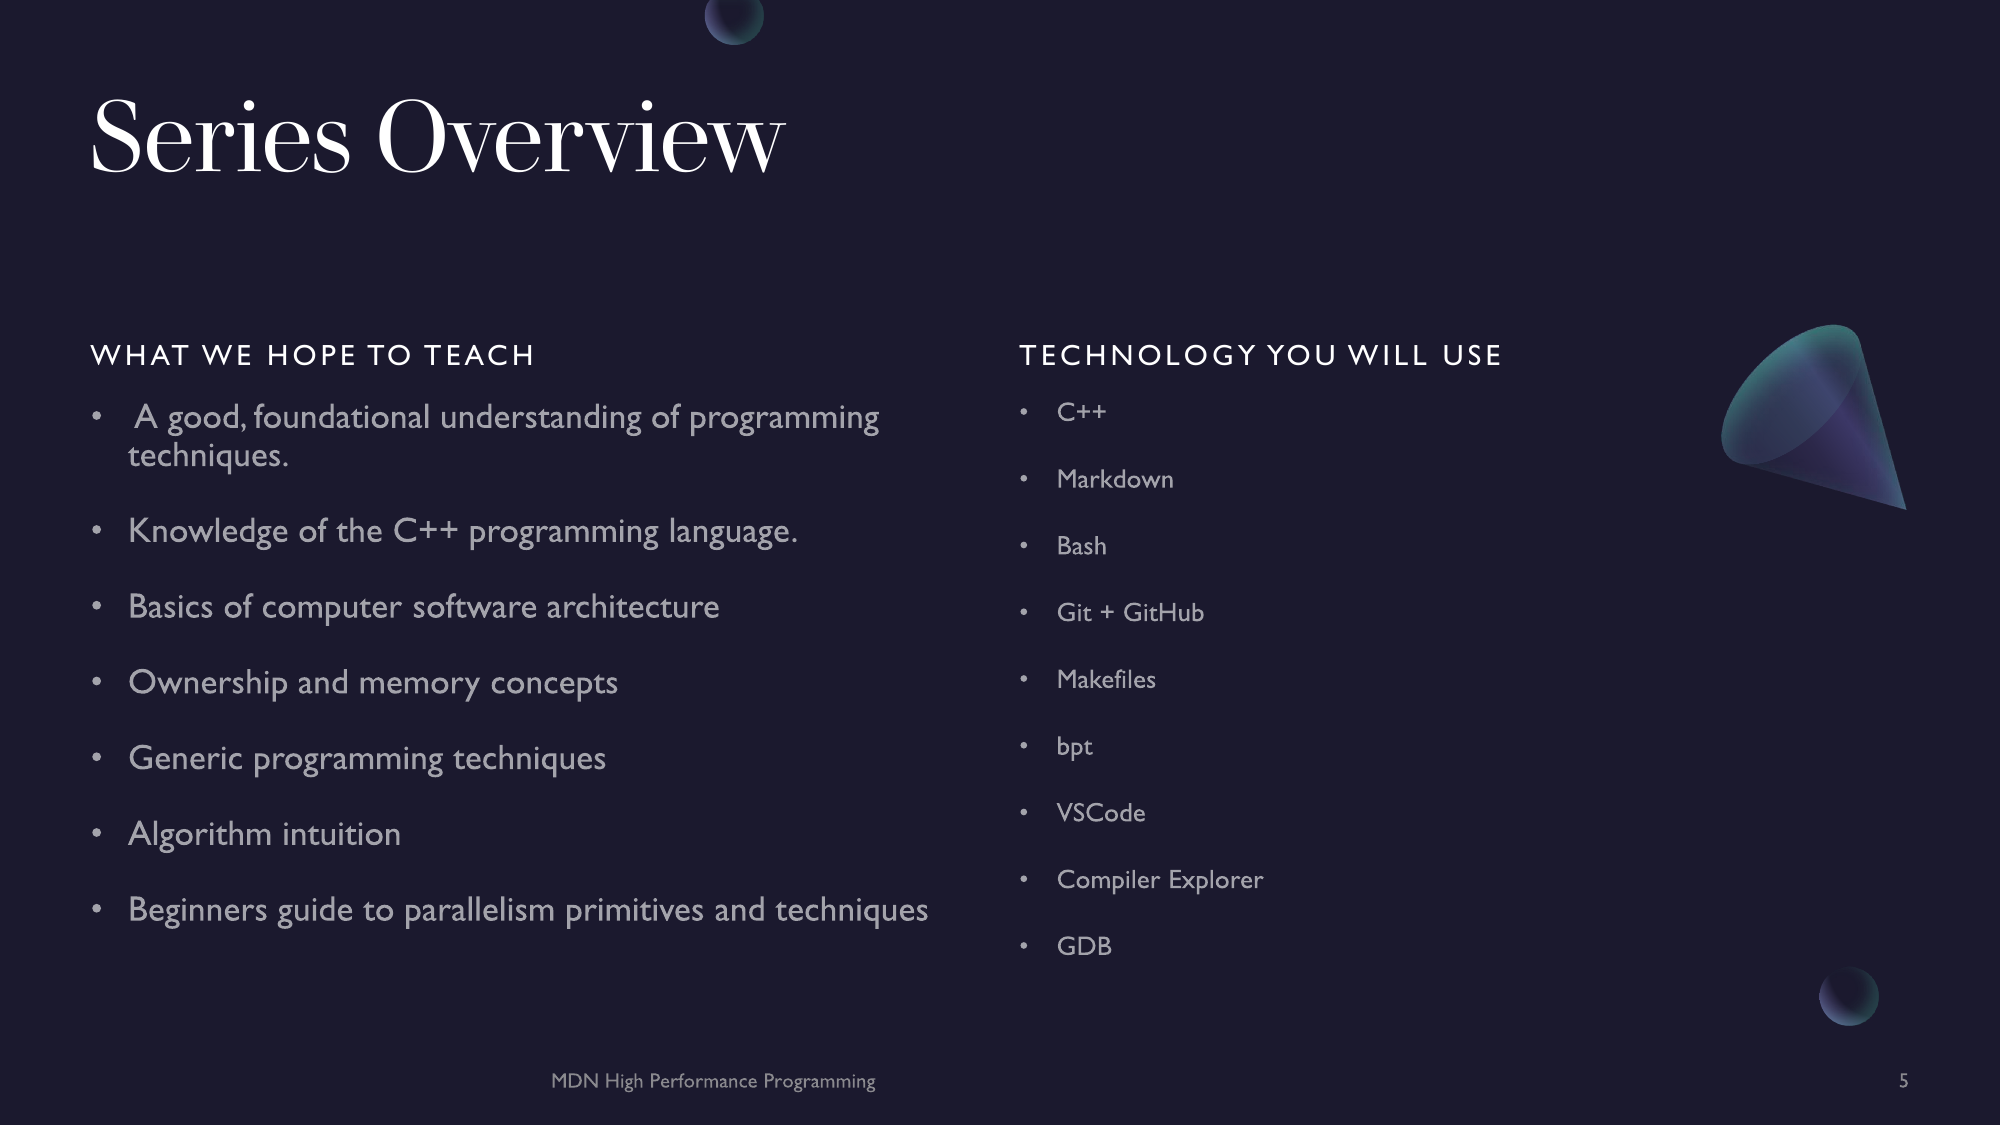 Series Overview
WHAT WE HOPE TO TEACH
• A good, foundational understanding of programming
techniques.
• Knowledge of the C++ programming language.
• Basics of computer software architecture
• Ownership and memory concepts
• Generic programming techniques
• Algorithm intuition
• Beginners guide to parallelism primitives and techniques
TECHNOLOGY YOU WILL USE
• C++
• Markdown
• Bash
• Git + GitHub
• Makefiles
• bpt
• VSCode
• Compiler Explorer
• GDB
MDN High Performance Programming
5